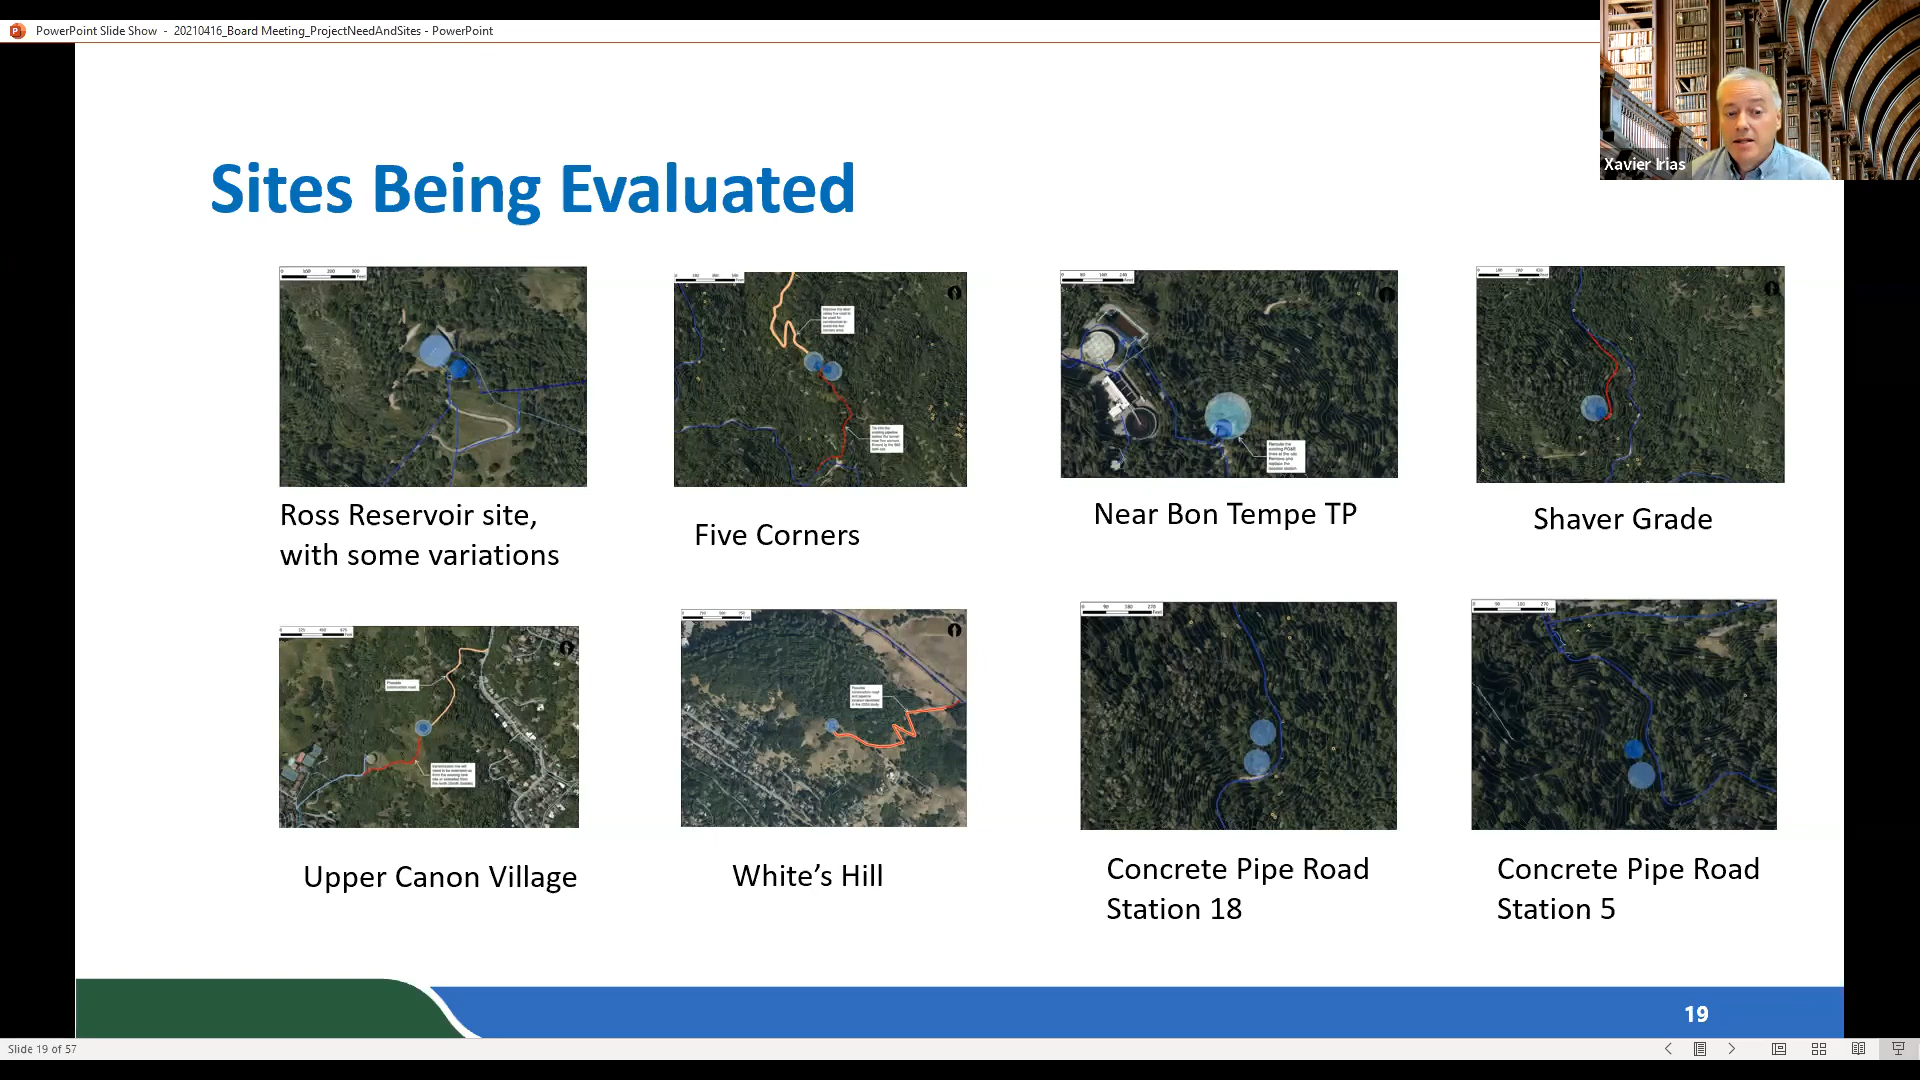 PowerPoint Slide Show - 20210416_Board Meeting_ProjectNeedAndSites - PowerPoint
Xavier Irias
Sites Being Evaluated
Ross Reservoir site,
with some variations
Five Corners
Near Bon Tempe TP
Shaver Grade
Upper Canon Village
White's Hill
Concrete Pipe Road
Station 18
Concrete Pipe Road
Station 5
19
Slide 19 of 57